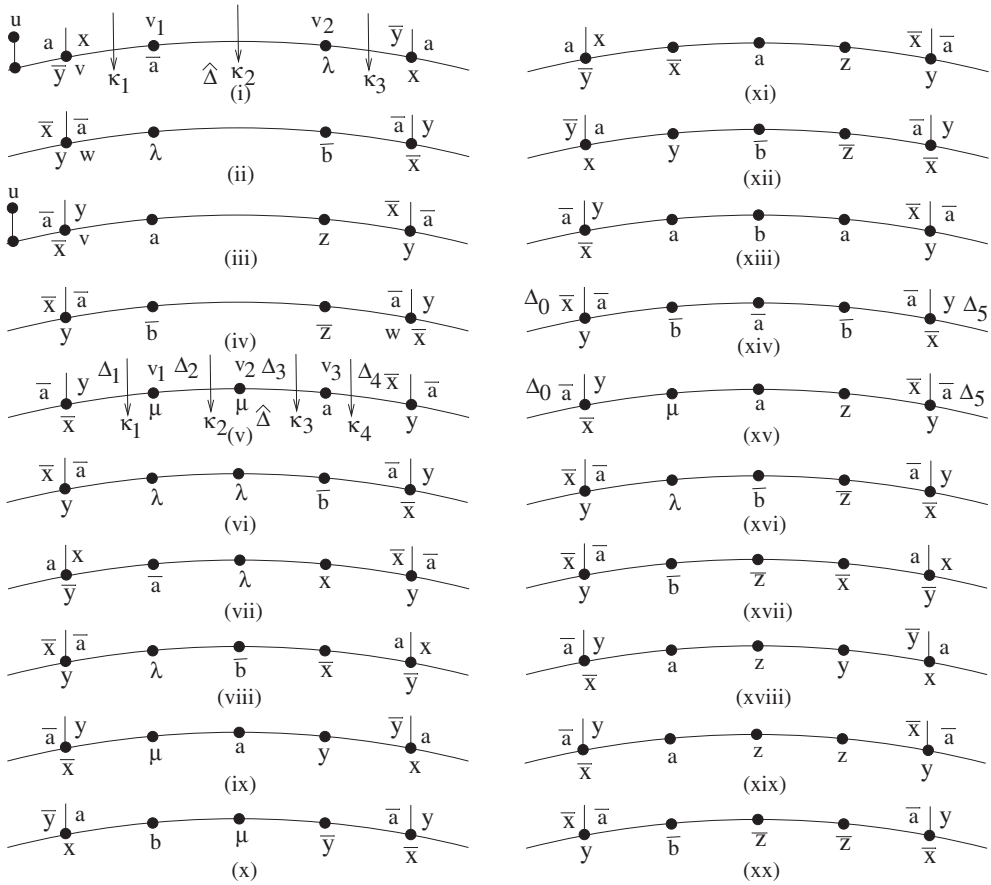 u a x v₁ v₂ y̅ a
y̅ v a̅ λ x
κ₁ Δ̂ κ₂ κ₃
(i)
x̅ a̅ a̅ y
y w λ b̅ x̅
(ii)
u a̅ y x̅ a̅
x̅ v a z y
(iii)
x̅ a̅ a̅ y
y b̅ z̅ w x̅
(iv)
a̅ y Δ₁ v₁ Δ₂ v₂ Δ₃ v₃ Δ₄ x̅ a̅
x̅ μ μ a y
κ₁ κ₂ Δ̂ κ₃ κ₄
(v)
x̅ a̅ a̅ y
y λ λ b̅ x̅
(vi)
a x x̅ a̅
y̅ a̅ λ x y
(vii)
x̅ a̅ a x
y λ b̅ x̅ y̅
(viii)
a̅ y y̅ a
x̅ μ a y x
(ix)
y̅ a a̅ y
x b μ y̅ x̅
(x)
a x x̅ a̅
y̅ x̅ a z y
(xi)
y̅ a a̅ y
x y b̅ z̅ x̅
(xii)
a̅ y x̅ a̅
x̅ a b a y
(xiii)
Δ₀ x̅ a̅ a̅ y Δ₅
y b̅ a̅ b̅ x̅
(xiv)
Δ₀ a̅ y x̅ a̅ Δ₅
x̅ μ a z y
(xv)
x̅ a̅ a̅ y
y λ b̅ z̅ x̅
(xvi)
x̅ a̅ a x
y b̅ z̅ x̅ y̅
(xvii)
a̅ y y̅ a
x̅ a z y x
(xviii)
a̅ y x̅ a̅
x̅ a z z y
(xix)
x̅ a̅ a̅ y
y b̅ z̅ z̅ x̅
(xx)